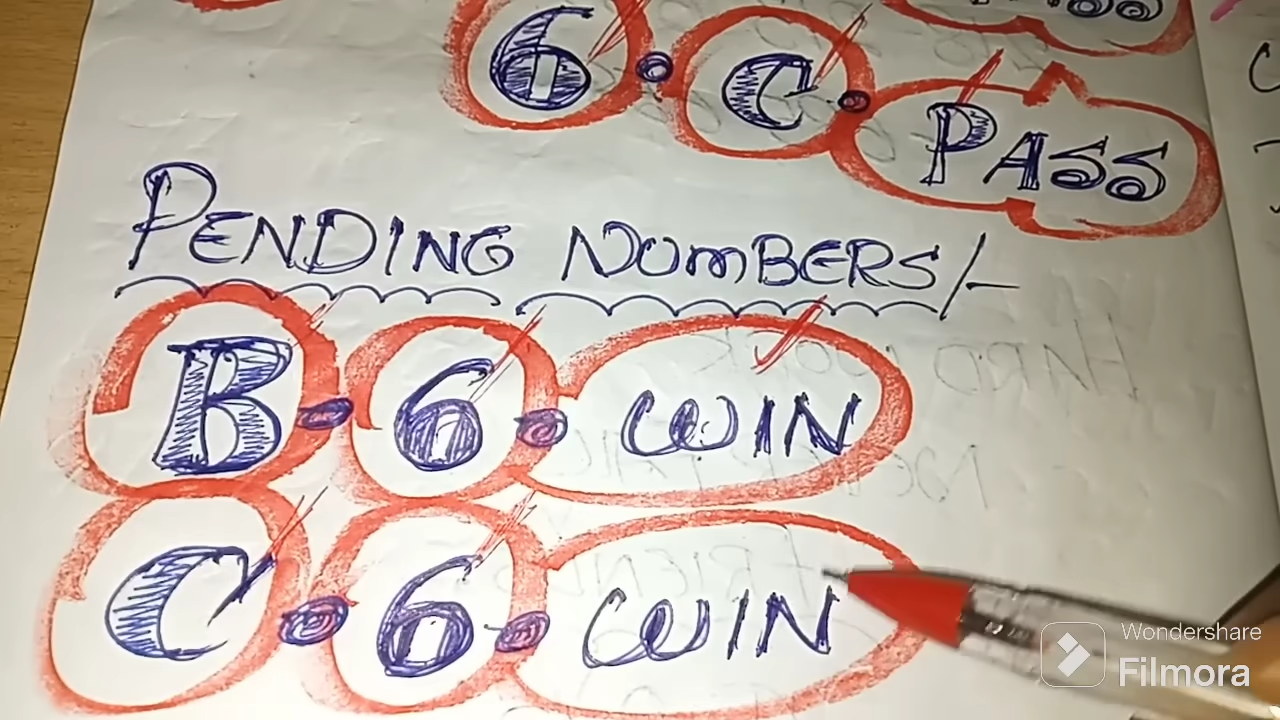 6 • C • PASS
PENDING NUMBERS/-
B - 6 • WIN
C - 6 - WIN
Wondershare
Filmora